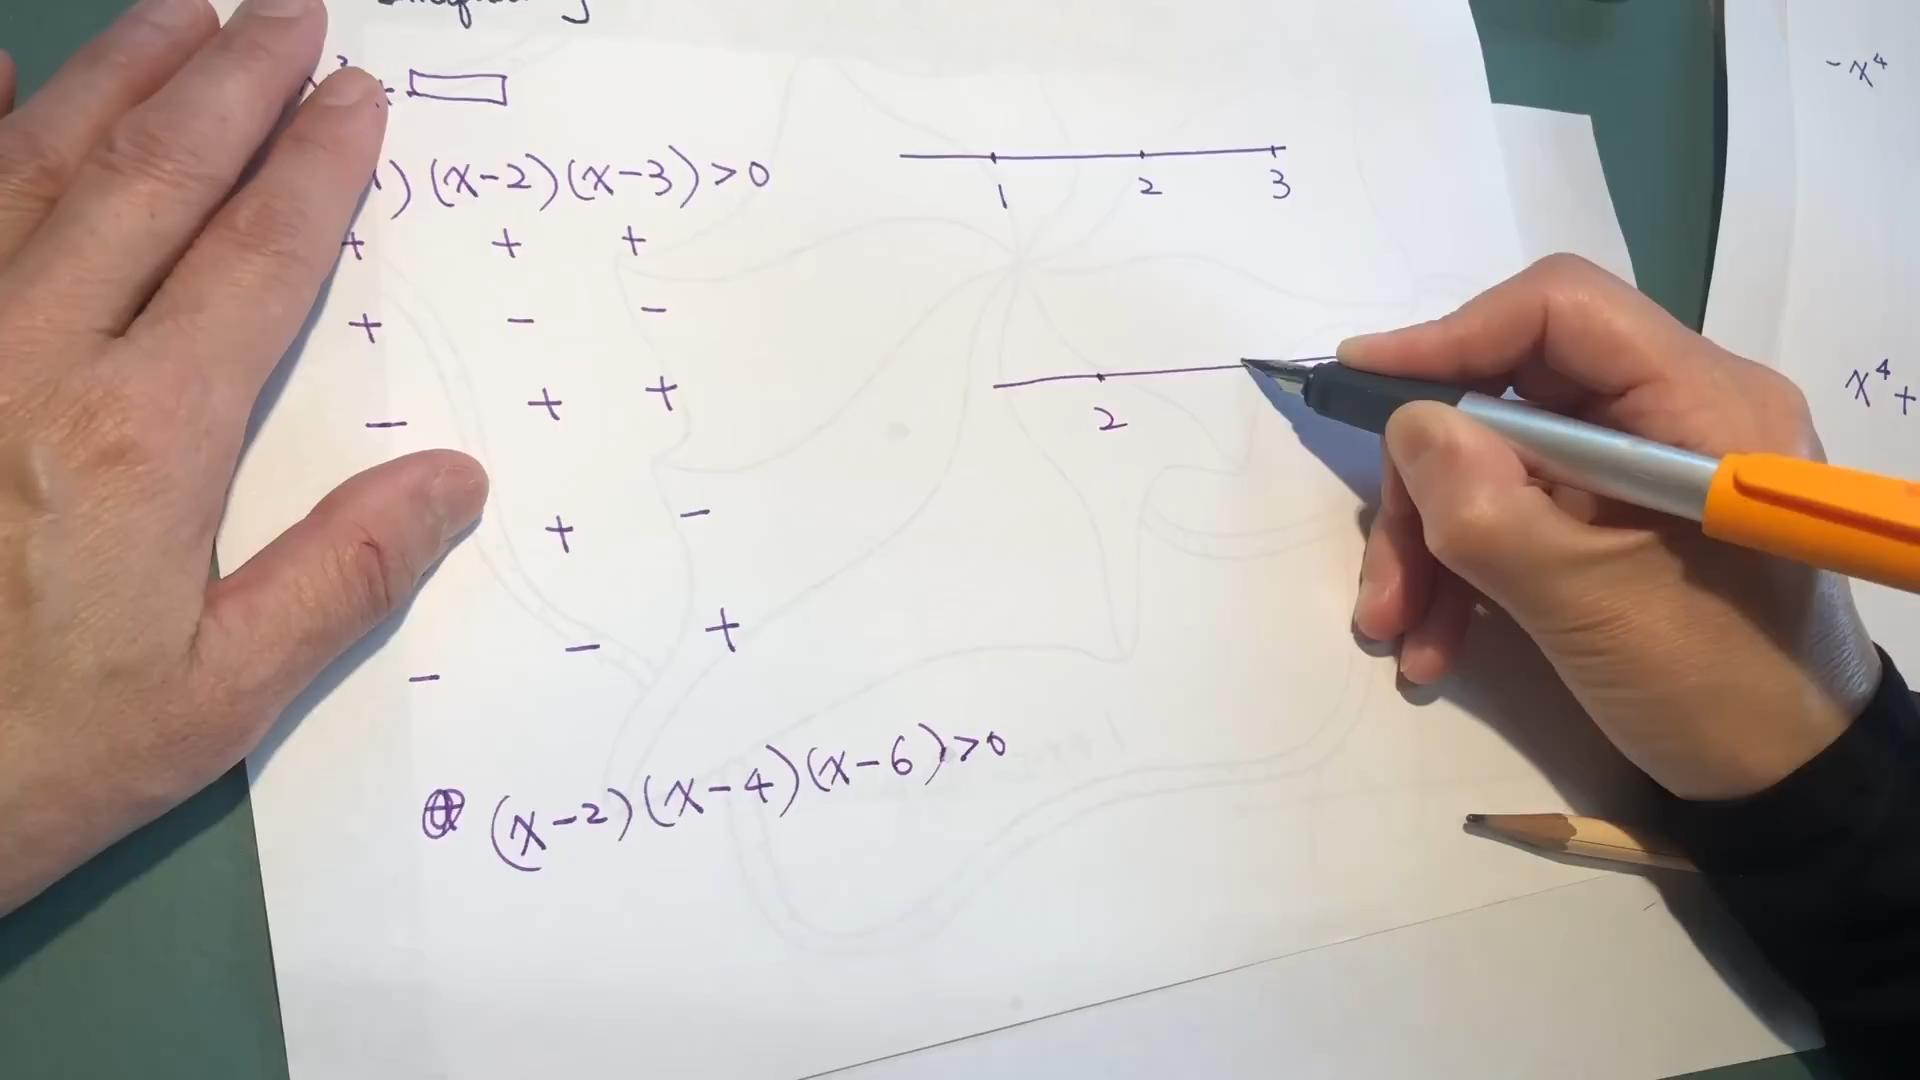 ) (x-2)(x-3)>0
1 2 3
+ + +
+ - -
- + +
2
+ -
- - +
(x-2)(x-4)(x-6)>0
-x⁴
x⁴+